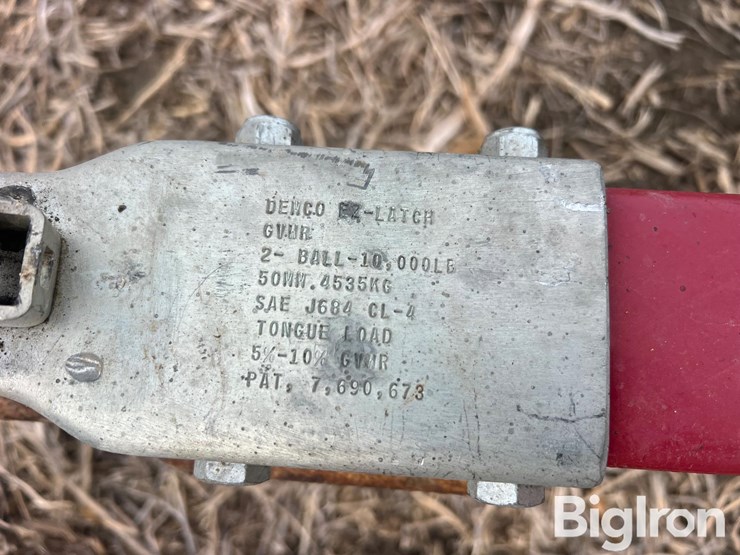 DEMCO EZ-LATCH
GVWR
2- BALL-10,000LB
50MM.4535KG
SAE J684 CL-4
TONGUE LOAD
5%-10% GVWR
PAT, 7,690,673
BigIron